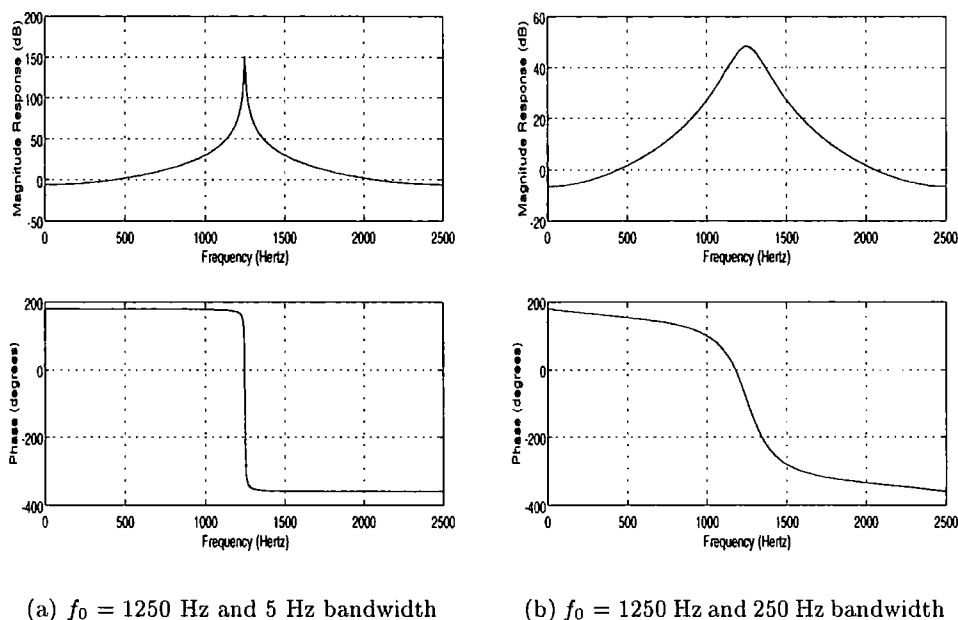 Magnitude Response (dB)
200
150
100
50
0
-50
0 500 1000 1500 2000 2500
Frequency (Hertz)
Magnitude Response (dB)
60
40
20
0
-20
0 500 1000 1500 2000 2500
Frequency (Hertz)
Phase (degrees)
200
0
-200
-400
0 500 1000 1500 2000 2500
Frequency (Hertz)
Phase (degrees)
200
0
-200
-400
0 500 1000 1500 2000 2500
Frequency (Hertz)
(a) f₀ = 1250 Hz and 5 Hz bandwidth
(b) f₀ = 1250 Hz and 250 Hz bandwidth